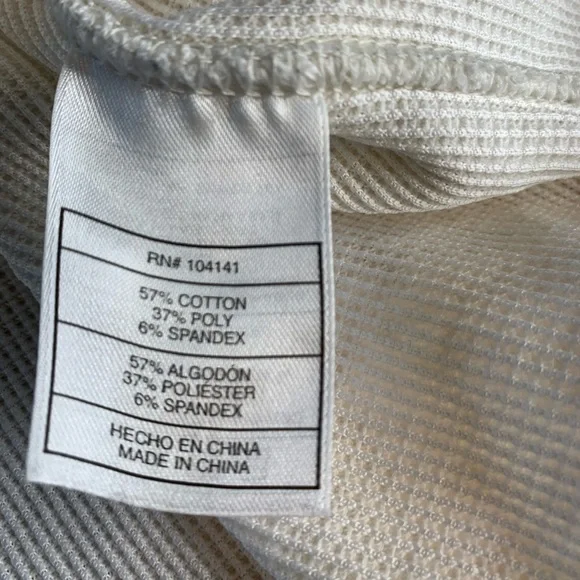 RN# 104141
57% COTTON
37% POLY
6% SPANDEX
57% ALGODÓN
37% POLIÉSTER
6% SPANDEX
HECHO EN CHINA
MADE IN CHINA